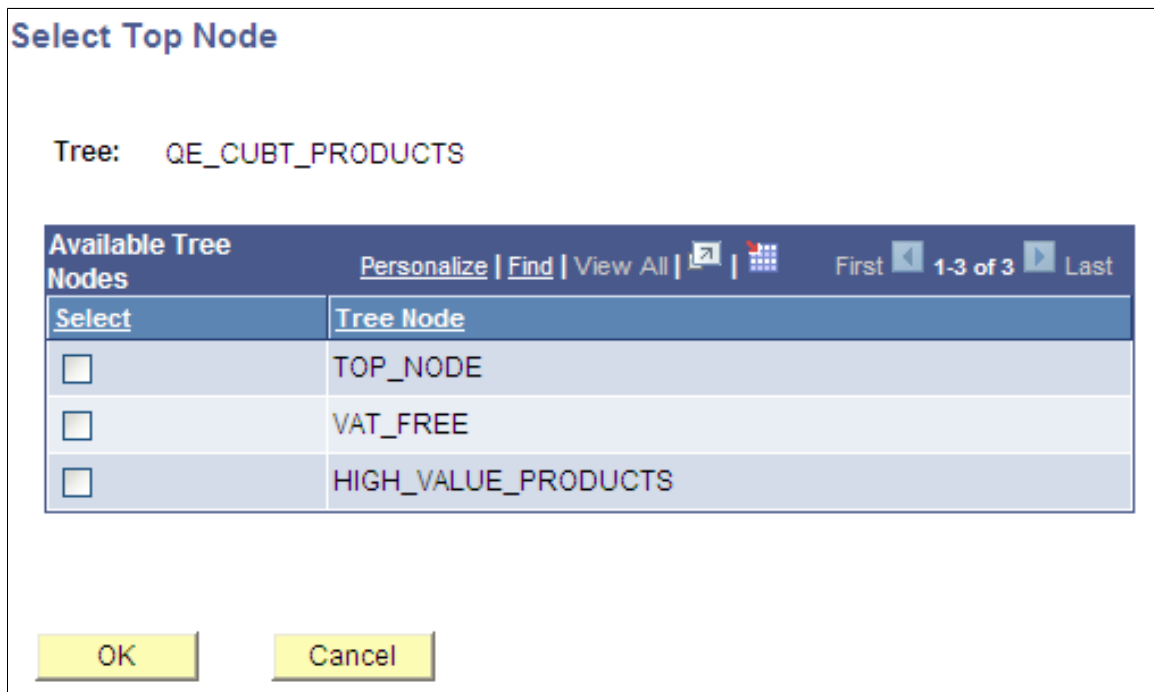 Select Top Node
Tree: QE_CUBT_PRODUCTS
Available Tree Nodes
Personalize | Find | View All | | First 1-3 of 3 Last
Select Tree Node
TOP_NODE
VAT_FREE
HIGH_VALUE_PRODUCTS
OK Cancel